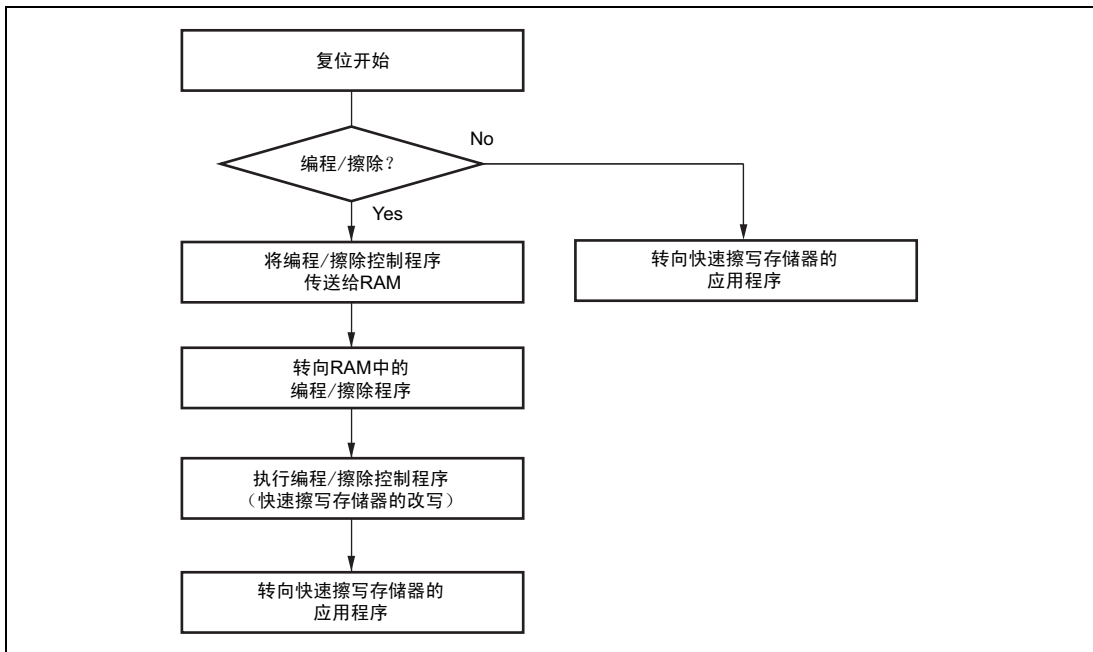 复位开始
编程/擦除？
No
Yes
将编程/擦除控制程序
传送给RAM
转向快速擦写存储器的
应用程序
转向RAM中的
编程/擦除程序
执行编程/擦除控制程序
（快速擦写存储器的改写）
转向快速擦写存储器的
应用程序